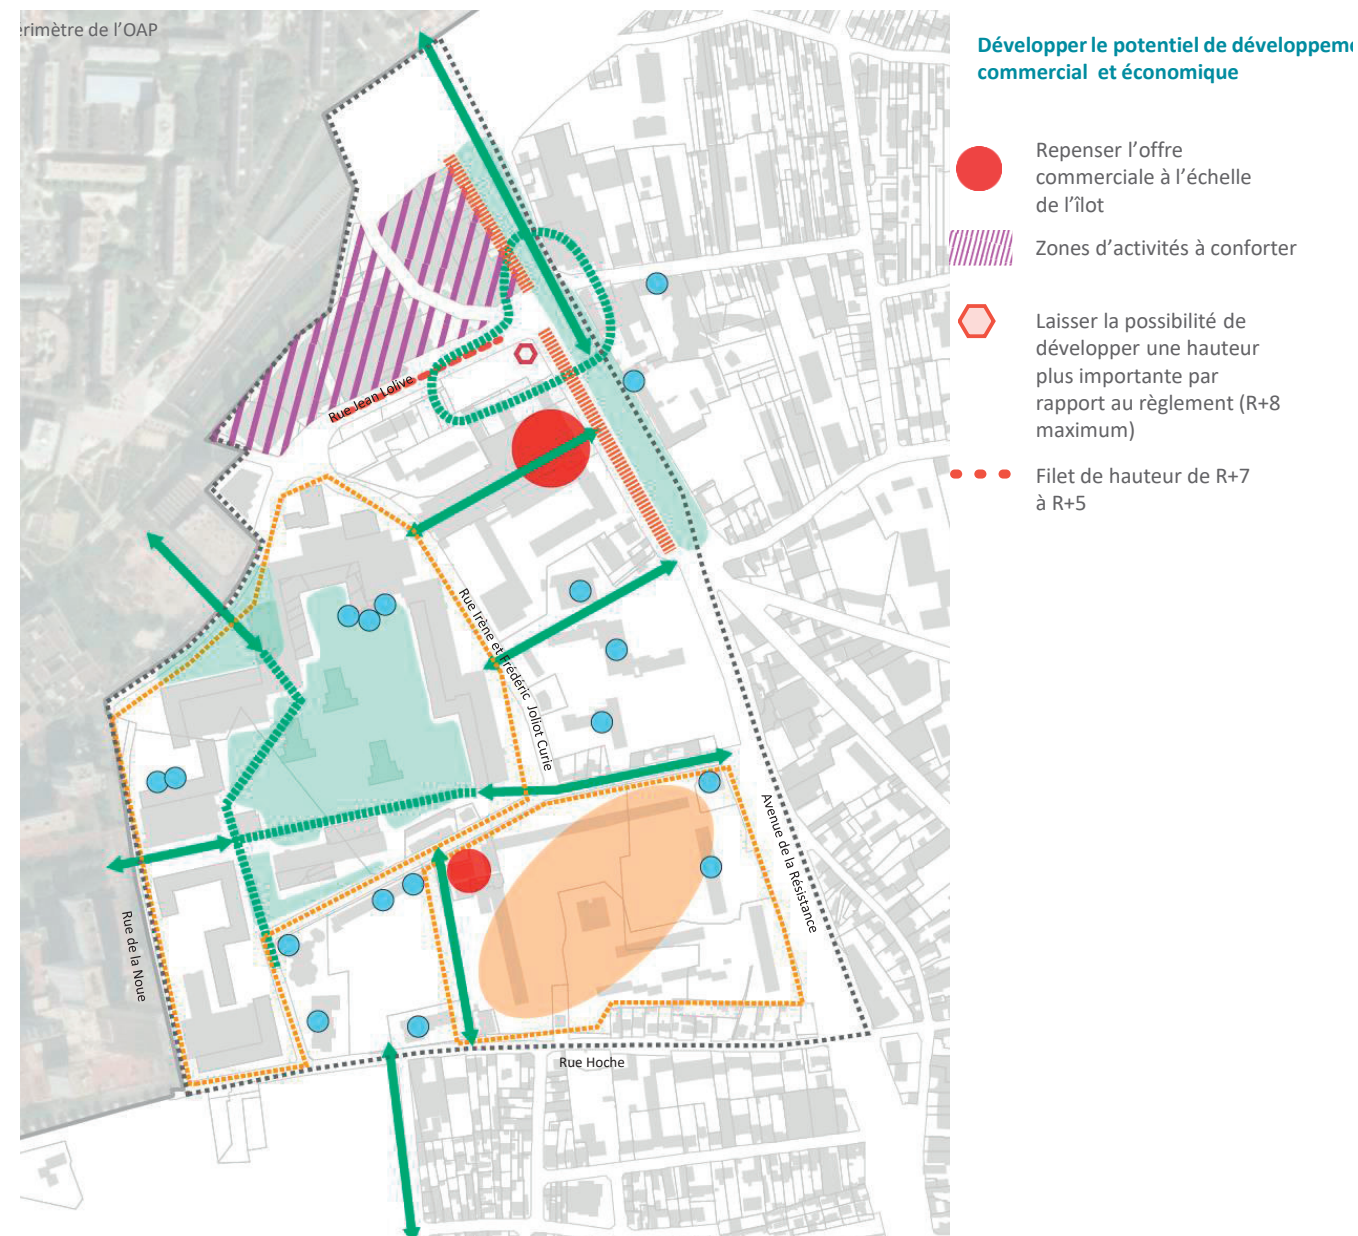 érimètre de l’OAP
Développer le potentiel de développeme
commercial et économique
Repenser l’offre
commerciale à l’échelle
de l’îlot
Zones d’activités à conforter
Laisser la possibilité de
développer une hauteur
plus importante par
rapport au règlement (R+8
maximum)
Filet de hauteur de R+7
à R+5
Rue Jean Lolive
Rue Irène et Frédéric Joliot Curie
Avenue de la Résistance
Rue de la Noue
Rue Hoche